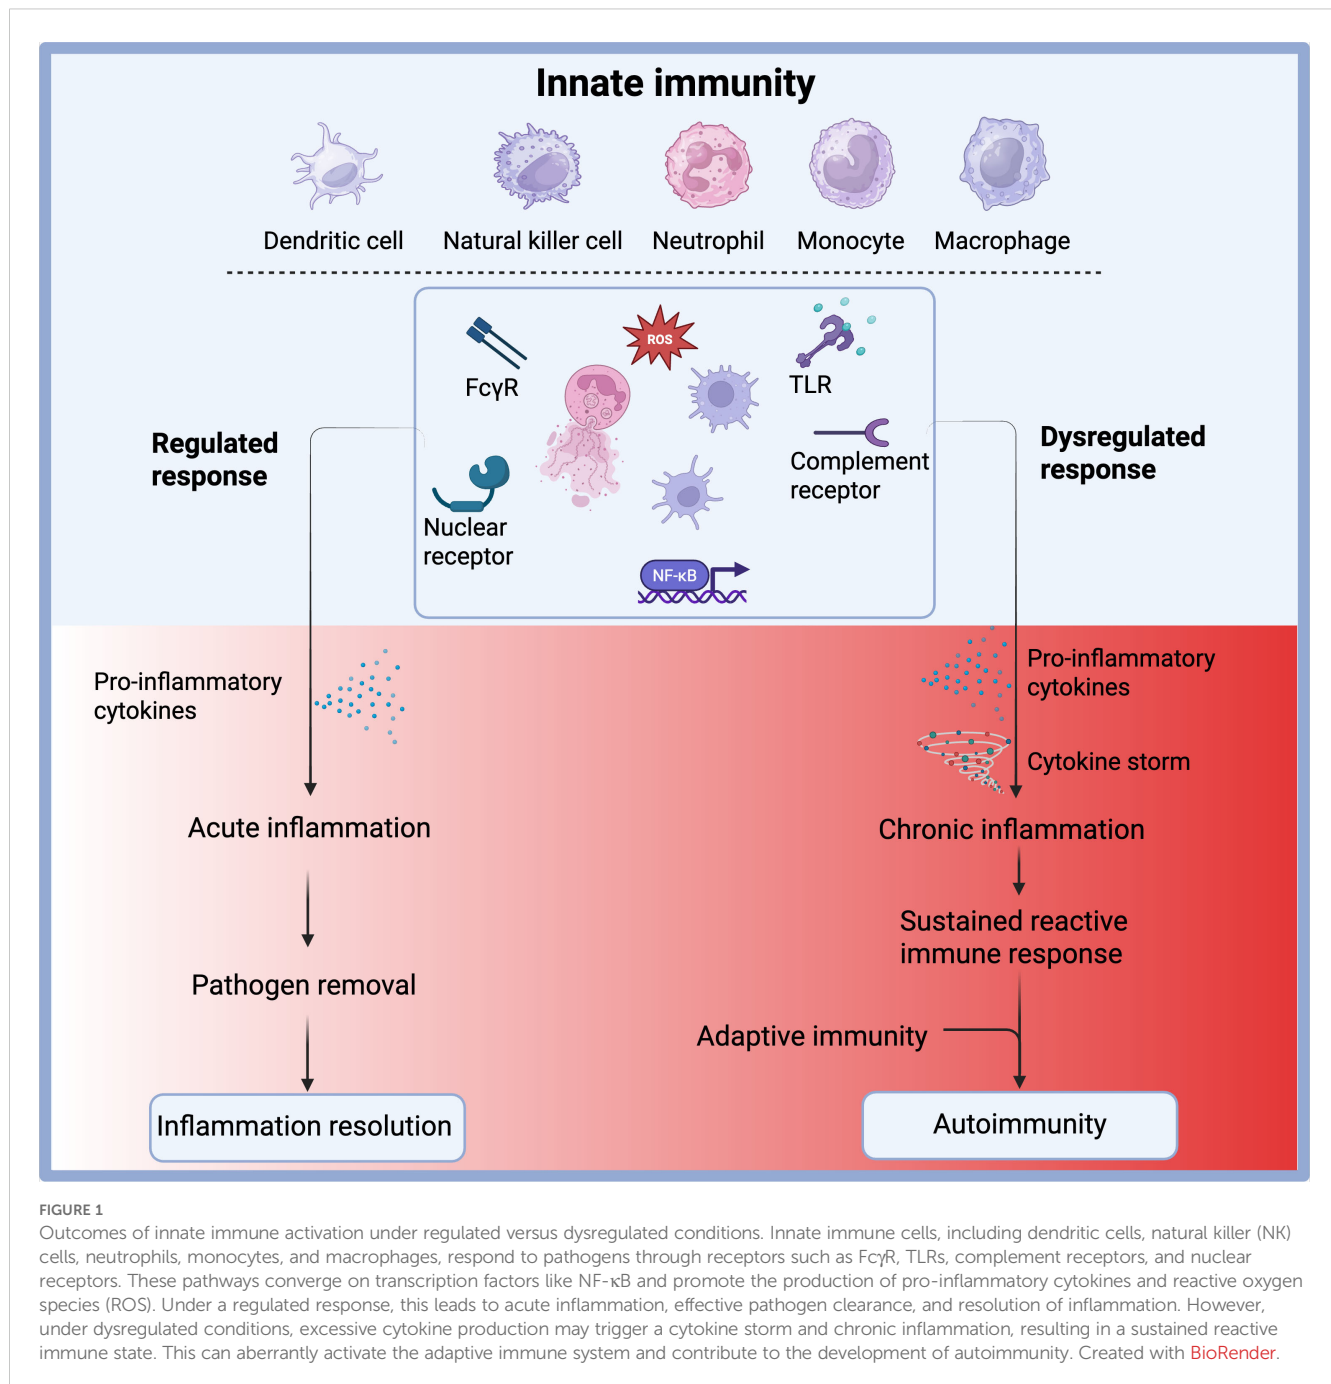 Innate immunity
Dendritic cell
Natural killer cell
Neutrophil
Monocyte
Macrophage
FcγR
ROS
TLR
Regulated
response
Dysregulated
response
Complement
receptor
Nuclear
receptor
NF-κB
Pro-inflammatory
cytokines
Pro-inflammatory
cytokines
Cytokine storm
Acute inflammation
Chronic inflammation
Sustained reactive
immune response
Pathogen removal
Adaptive immunity
Inflammation resolution
Autoimmunity
FIGURE 1
Outcomes of innate immune activation under regulated versus dysregulated conditions. Innate immune cells, including dendritic cells, natural killer (NK)
cells, neutrophils, monocytes, and macrophages, respond to pathogens through receptors such as FcγR, TLRs, complement receptors, and nuclear
receptors. These pathways converge on transcription factors like NF-κB and promote the production of pro-inflammatory cytokines and reactive oxygen
species (ROS). Under a regulated response, this leads to acute inflammation, effective pathogen clearance, and resolution of inflammation. However,
under dysregulated conditions, excessive cytokine production may trigger a cytokine storm and chronic inflammation, resulting in a sustained reactive
immune state. This can aberrantly activate the adaptive immune system and contribute to the development of autoimmunity. Created with BioRender.